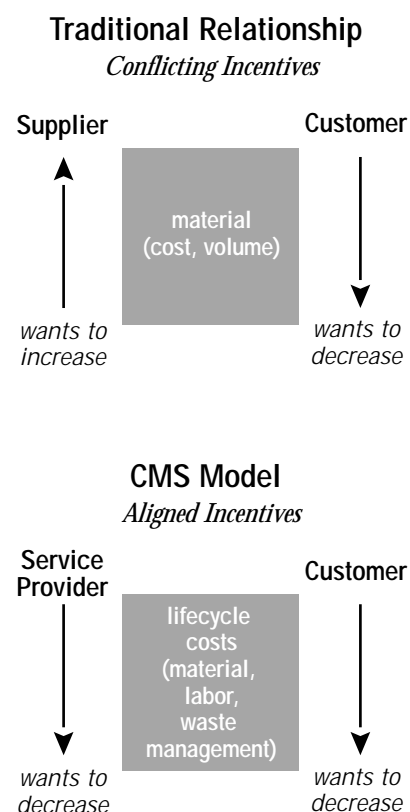 Traditional Relationship
Conflicting Incentives
Supplier
Customer
material
(cost, volume)
wants to
increase
wants to
decrease
CMS Model
Aligned Incentives
Service
Provider
Customer
lifecycle
costs
(material,
labor,
waste
management)
wants to
decrease
wants to
decrease